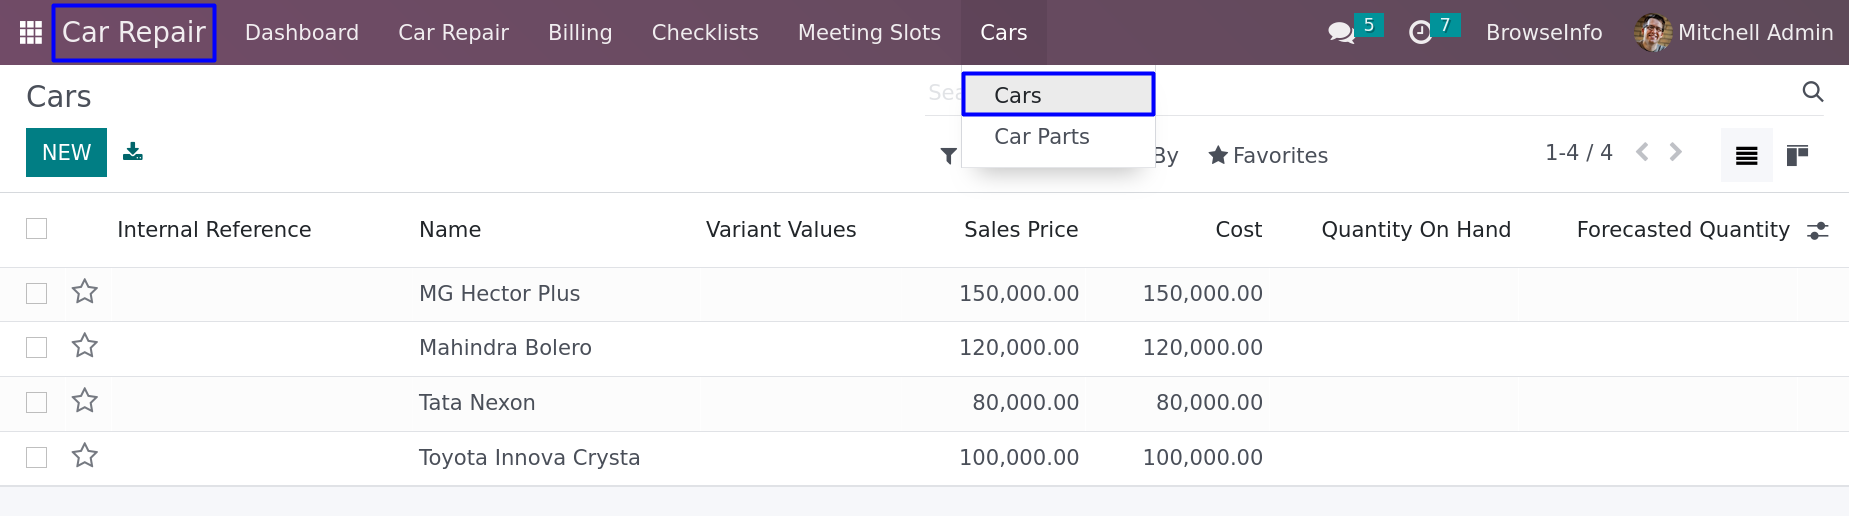 Car Repair Dashboard Car Repair Billing Checklists Meeting Slots Cars 5 7 BrowseInfo Mitchell Admin
Cars
Cars
Car Parts
NEW
By Favorites 1-4 / 4
Internal Reference Name Variant Values Sales Price Cost Quantity On Hand Forecasted Quantity
MG Hector Plus 150,000.00 150,000.00
Mahindra Bolero 120,000.00 120,000.00
Tata Nexon 80,000.00 80,000.00
Toyota Innova Crysta 100,000.00 100,000.00